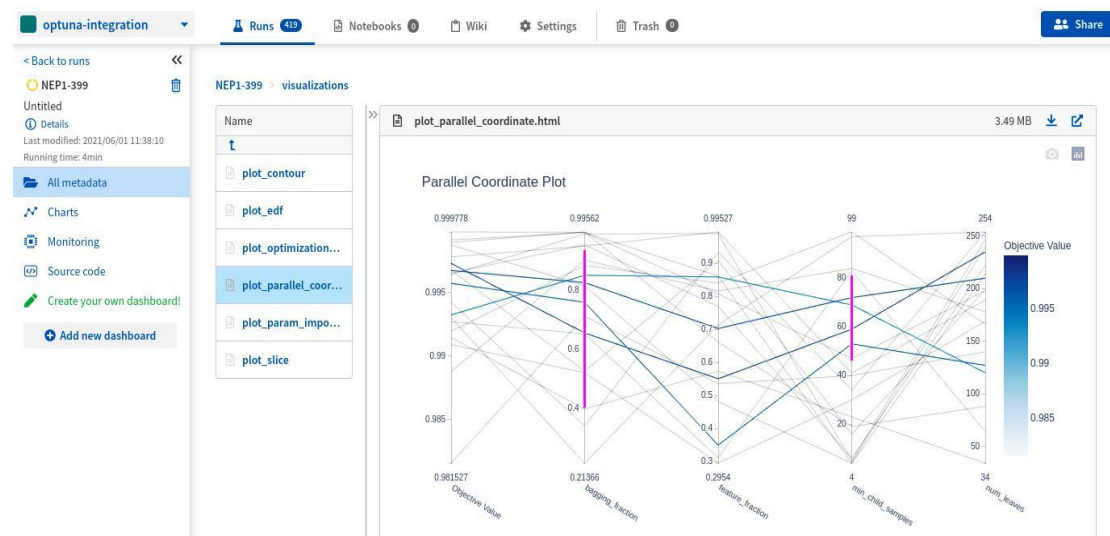 optuna-integration
Runs 419
Notebooks 0
Wiki
Settings
Trash 0
Share
< Back to runs
NEP1-399
Untitled
Details
Last modified: 2021/06/01 11:38:10
Running time: 4min
All metadata
Charts
Monitoring
Source code
Create your own dashboard!
Add new dashboard
NEP1-399 > visualizations
Name
plot_contour
plot_edf
plot_optimization...
plot_parallel_coor...
plot_param_impo...
plot_slice
plot_parallel_coordinate.html
3.49 MB
Parallel Coordinate Plot
0.999778
0.995
0.99
0.985
0.981527
Objective Value
0.99562
0.8
0.6
0.4
0.21366
bagging_fraction
0.99527
0.9
0.8
0.7
0.6
0.5
0.4
0.3
0.2954
feature_fraction
99
80
60
40
20
4
min_child_samples
254
250
200
150
100
50
34
num_leaves
Objective Value
0.995
0.99
0.985